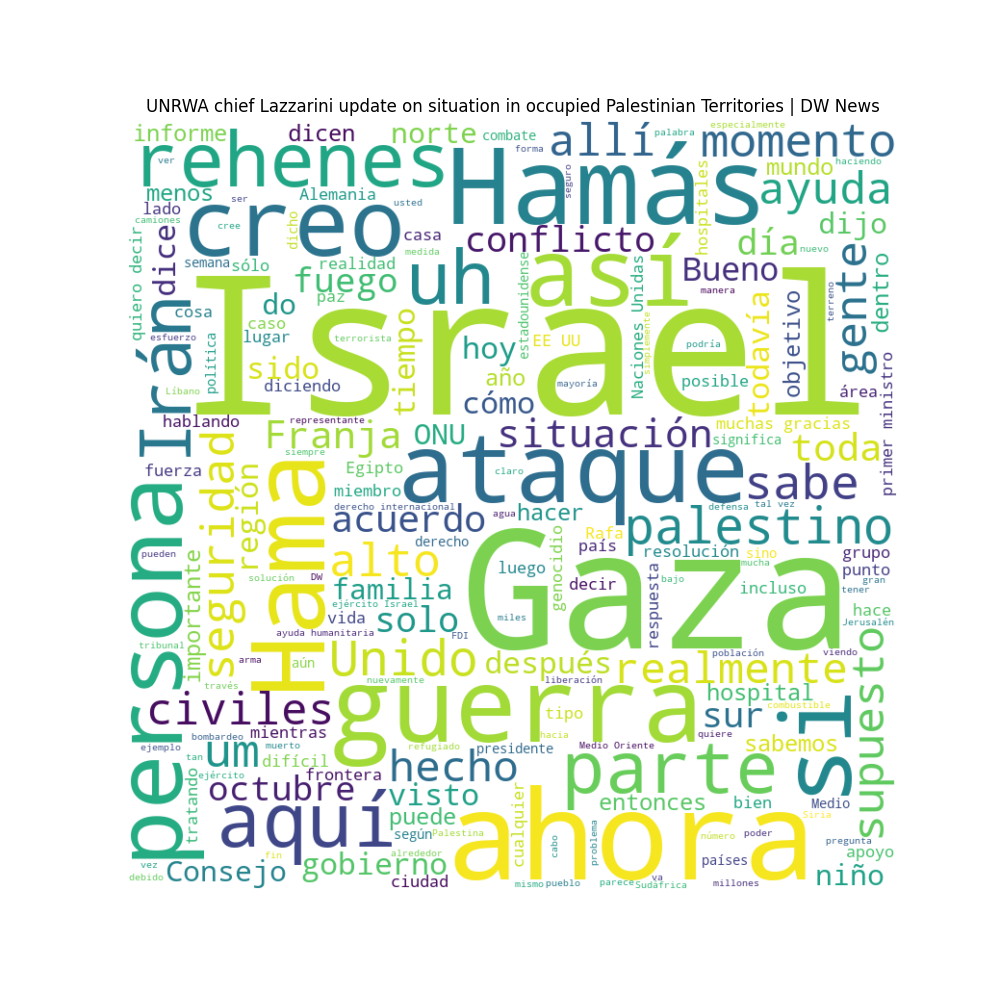 UNRWA chief Lazzarini update on situation in occupied Palestinian Territories | DW News
informe
dicen
norte
combate
forma
allí
palabra
especialmente
momento
ver
rehenes
Hamás
seguro
hospitales
mundo
haciendo
menos
ser
Alemania
usted
ayuda
camiones
lado
cree
creo
dicho
casa
conflicto
dijo
quiero decir
dice
semana
sólo
realidad
medida
uh
estadounidense
así
Naciones Unidas
día
nuevo
Bueno
gente
dentro
fuego
paz
cosa
do
caso
lugar
manera
terreno
Irán
Israel
esfuerzo
política
terrorista
tiempo
hoy
EE UU
simplemente
podría
todavía
objetivo
Líbano
sido
diciendo
año
mayoría
posible
área
primer ministro
cómo
hablando
representante
Franja
ONU
situación
muchas gracias
significa
toda
persona
seguridad
región
siempre
fuerza
Egipto
miembro
ataque
claro
sabe
derecho internacional
agua
defensa
tal vez
Hama
acuerdo
hacer
palestino
derecho
Rafa
país
resolución
sino
mucha
grupo
pueden
importante
alto
luego
genocidio
punto
solución
DW
familia
decir
respuesta
bajo
incluso
gran
tener
ejército Israel
miles
Gaza
hace
vida
solo
Jerusalén
ayuda humanitaria
FDI
tribunal
arma
aún
Unido
después
realmente
población
viendo
supuesto
través
nuevamente
liberación
hospital
civiles
guerra
tipo
sur
combustible
si
mientras
hacia
quiere
sabemos
bombardeo
ejemplo
um
muerto
refugiado
presidente
Medio Oriente
tan
difícil
hecho
parte
tratando
ejército
frontera
octubre
visto
entonces
bien
Medio
Siria
aquí
puede
ahora
cualquier
según
Palestina
cabo
problema
número
poder
pregunta
vez
fin
gobierno
alrededor
países
apoyo
debido
Consejo
ciudad
mismo
pueblo
parece
Sudáfrica
va
millones
niño